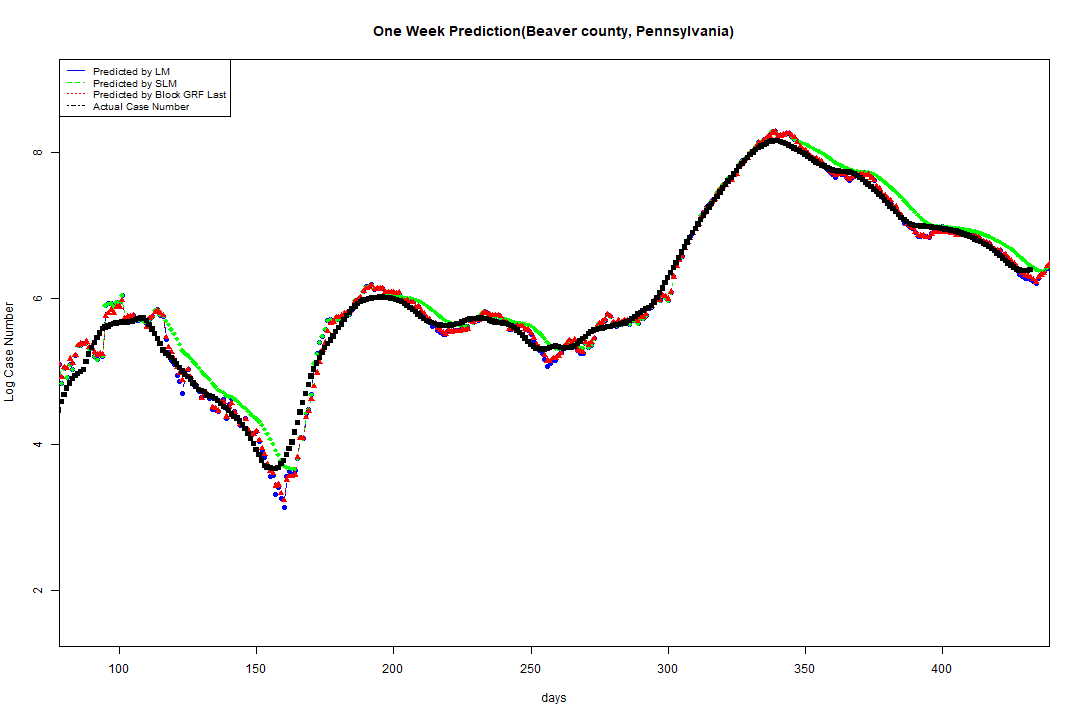 One Week Prediction(Beaver county, Pennsylvania)
Predicted by LM
Predicted by SLM
Predicted by Block GRF Last
Actual Case Number
8
6
4
2
Log Case Number
100 150 200 250 300 350 400
days